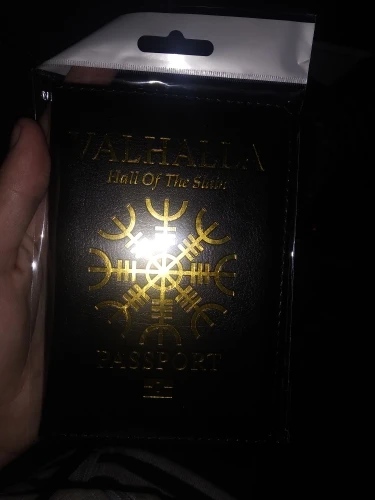 VALHALLA
Hall Of The Slain
PASSPORT